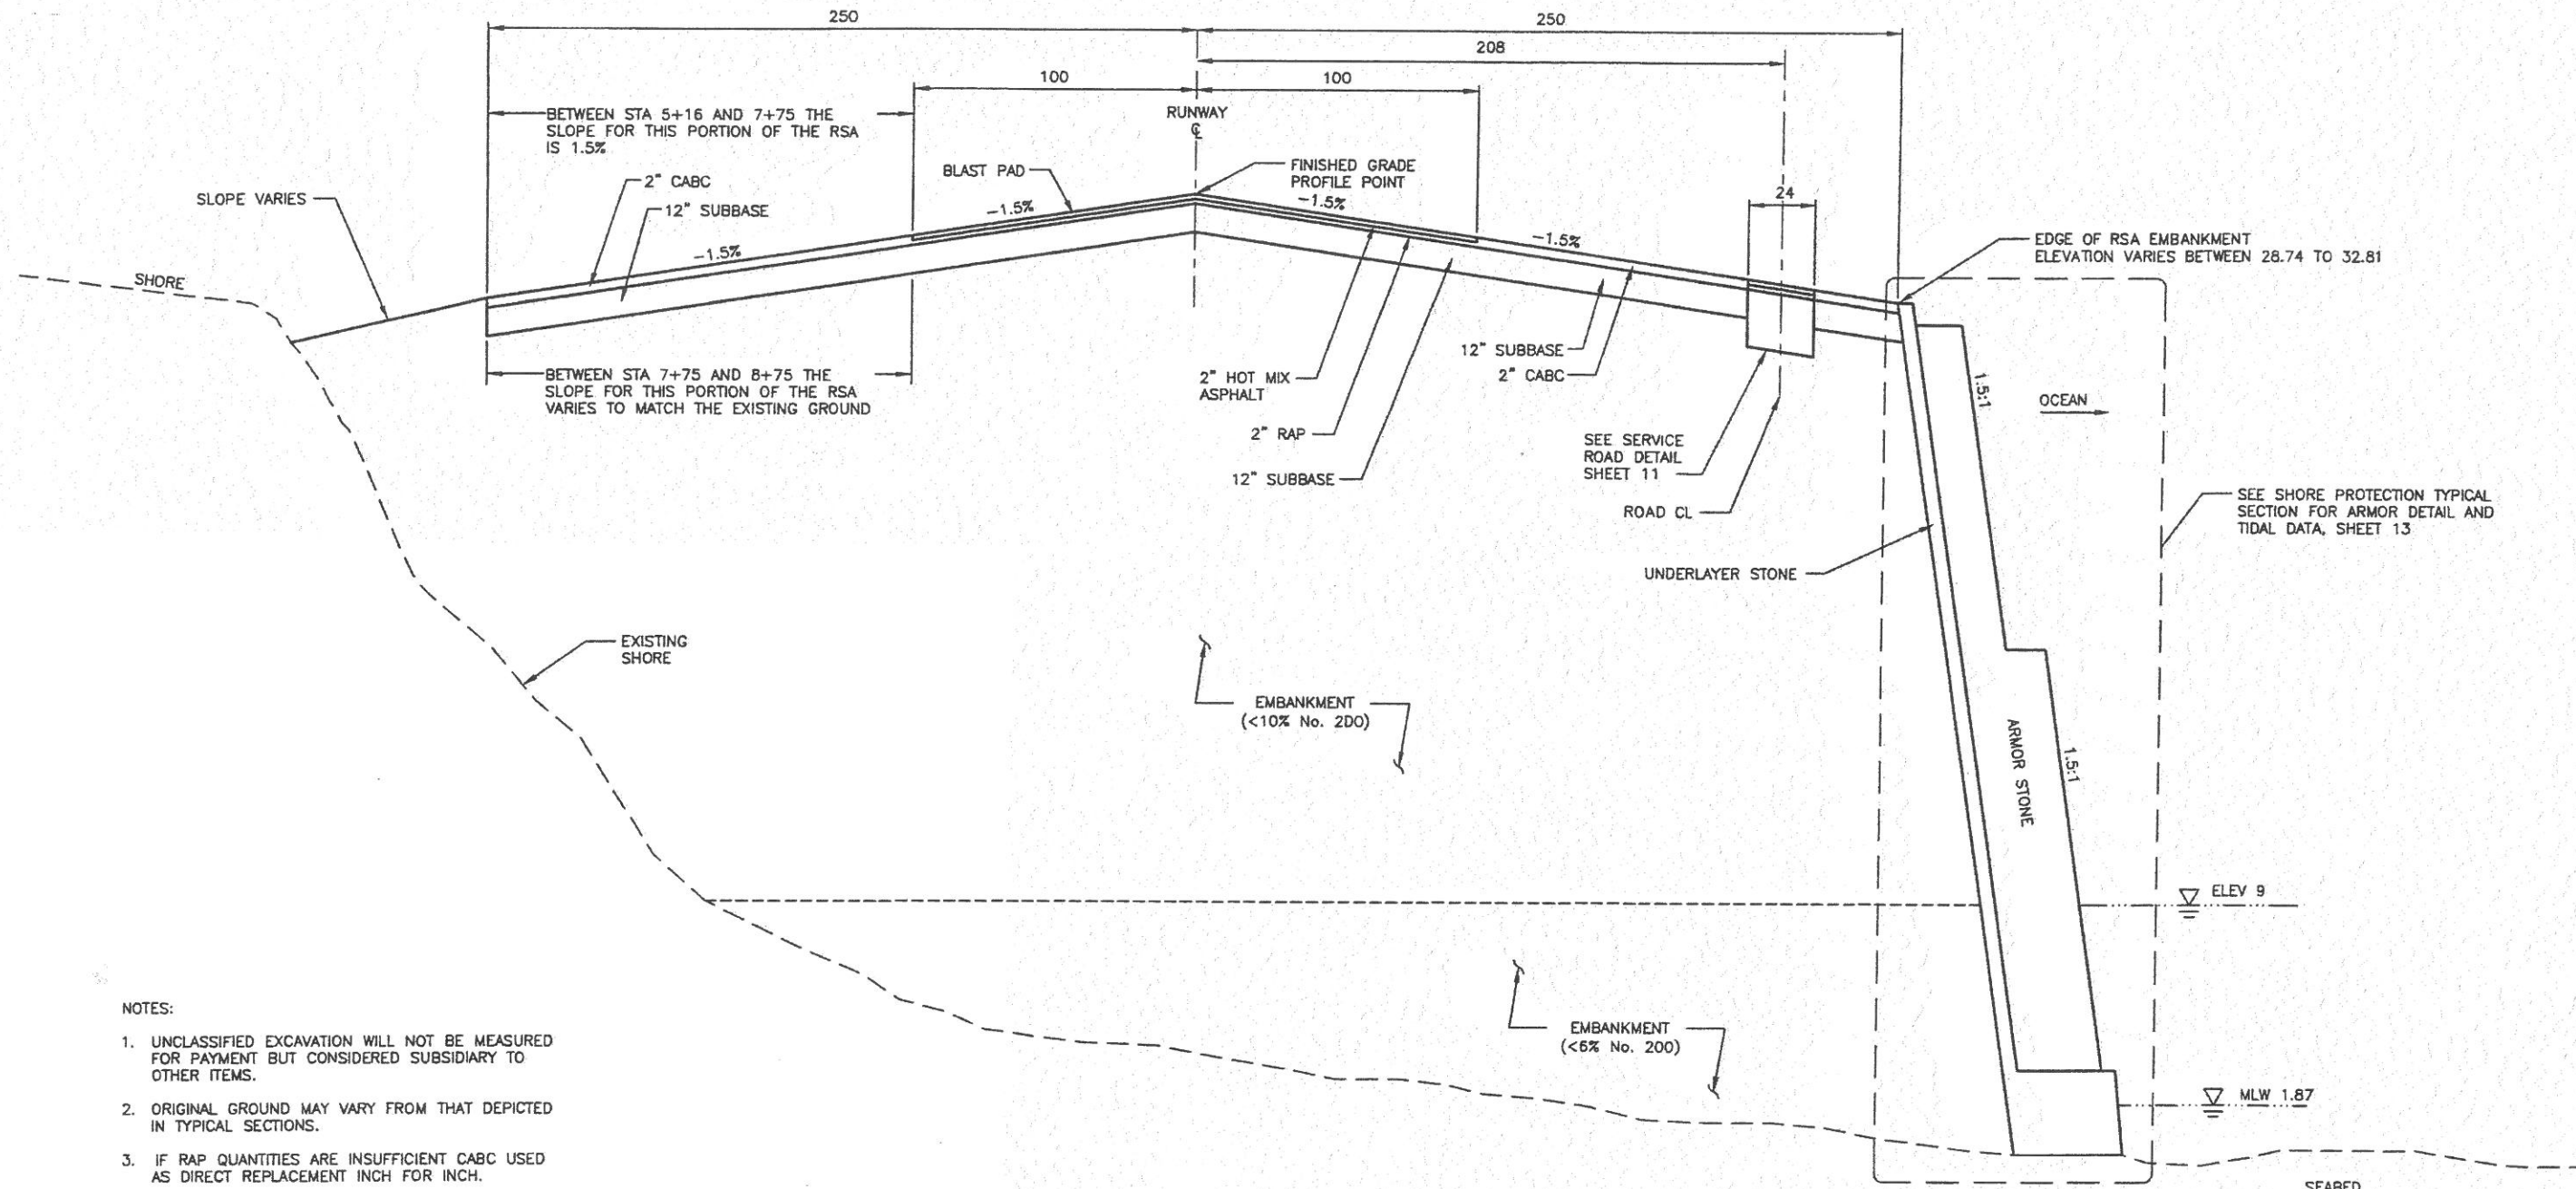 250
250
208
100
100
BETWEEN STA 5+16 AND 7+75 THE
SLOPE FOR THIS PORTION OF THE RSA
IS 1.5%
RUNWAY
℄
BLAST PAD
FINISHED GRADE
PROFILE POINT
2" CABC
12" SUBBASE
SLOPE VARIES
24
-1.5%
-1.5%
-1.5%
-1.5%
EDGE OF RSA EMBANKMENT
ELEVATION VARIES BETWEEN 28.74 TO 32.81
SHORE
BETWEEN STA 7+75 AND 8+75 THE
SLOPE FOR THIS PORTION OF THE RSA
VARIES TO MATCH THE EXISTING GROUND
12" SUBBASE
2" CABC
2" HOT MIX
ASPHALT
2" RAP
12" SUBBASE
1.5:1
OCEAN
SEE SERVICE
ROAD DETAIL
SHEET 11
ROAD CL
SEE SHORE PROTECTION TYPICAL
SECTION FOR ARMOR DETAIL AND
TIDAL DATA, SHEET 13
UNDERLAYER STONE
EXISTING
SHORE
EMBANKMENT
(<10% No. 200)
ARMOR STONE
1.5:1
ELEV 9
EMBANKMENT
(<6% No. 200)
MLW 1.87
NOTES:
1. UNCLASSIFIED EXCAVATION WILL NOT BE MEASURED
FOR PAYMENT BUT CONSIDERED SUBSIDIARY TO
OTHER ITEMS.
2. ORIGINAL GROUND MAY VARY FROM THAT DEPICTED
IN TYPICAL SECTIONS.
3. IF RAP QUANTITIES ARE INSUFFICIENT CABC USED
AS DIRECT REPLACEMENT INCH FOR INCH.
SEABED